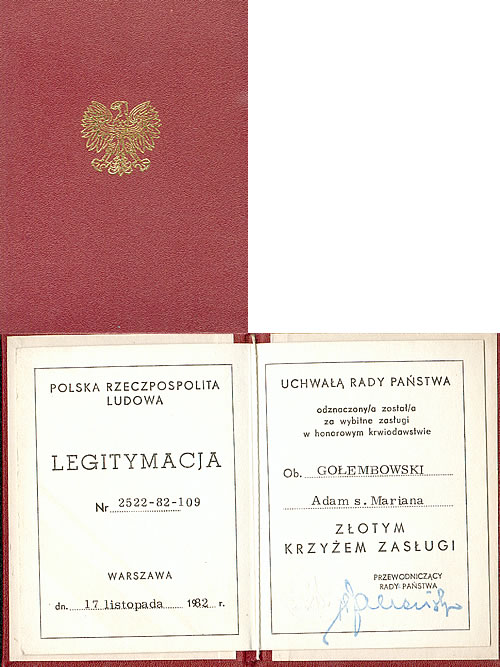 POLSKA RZECZPOSPOLITA
LUDOWA
LEGITYMACJA
Nr 2522-82-109
WARSZAWA
dn. 17 listopada 1982 r.
UCHWAŁĄ RADY PAŃSTWA
odznaczony/a został/a
za wybitne zasługi
w honorowym krwiodawstwie
Ob. GOŁEMBOWSKI
Adam s. Mariana
ZŁOTYM
KRZYŻEM ZASŁUGI
PRZEWODNICZĄCY
RADY PAŃSTWA